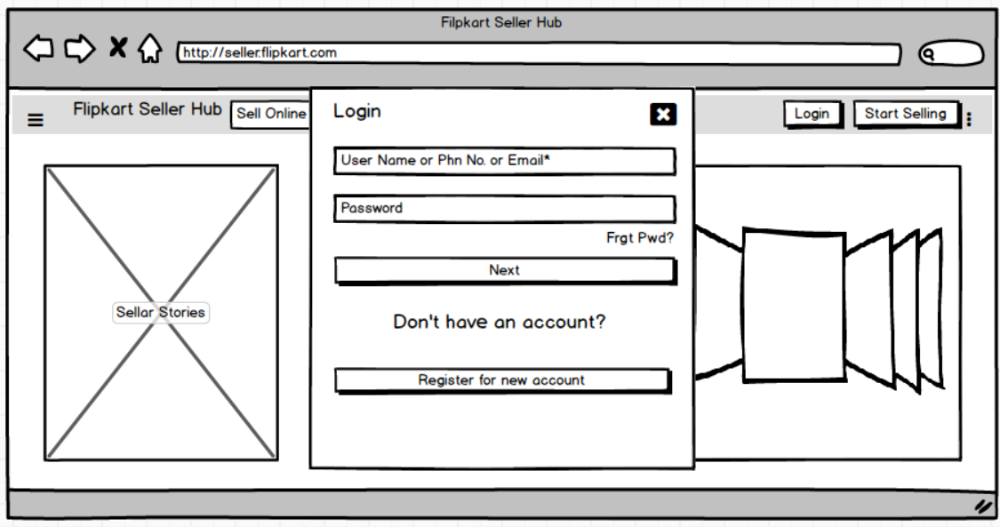 Filpkart Seller Hub
http://seller.flipkart.com
Flipkart Seller Hub
Sell Online
Login
Start Selling
Login
User Name or Phn No. or Email*
Password
Frgt Pwd?
Next
Don't have an account?
Register for new account
Sellar Stories